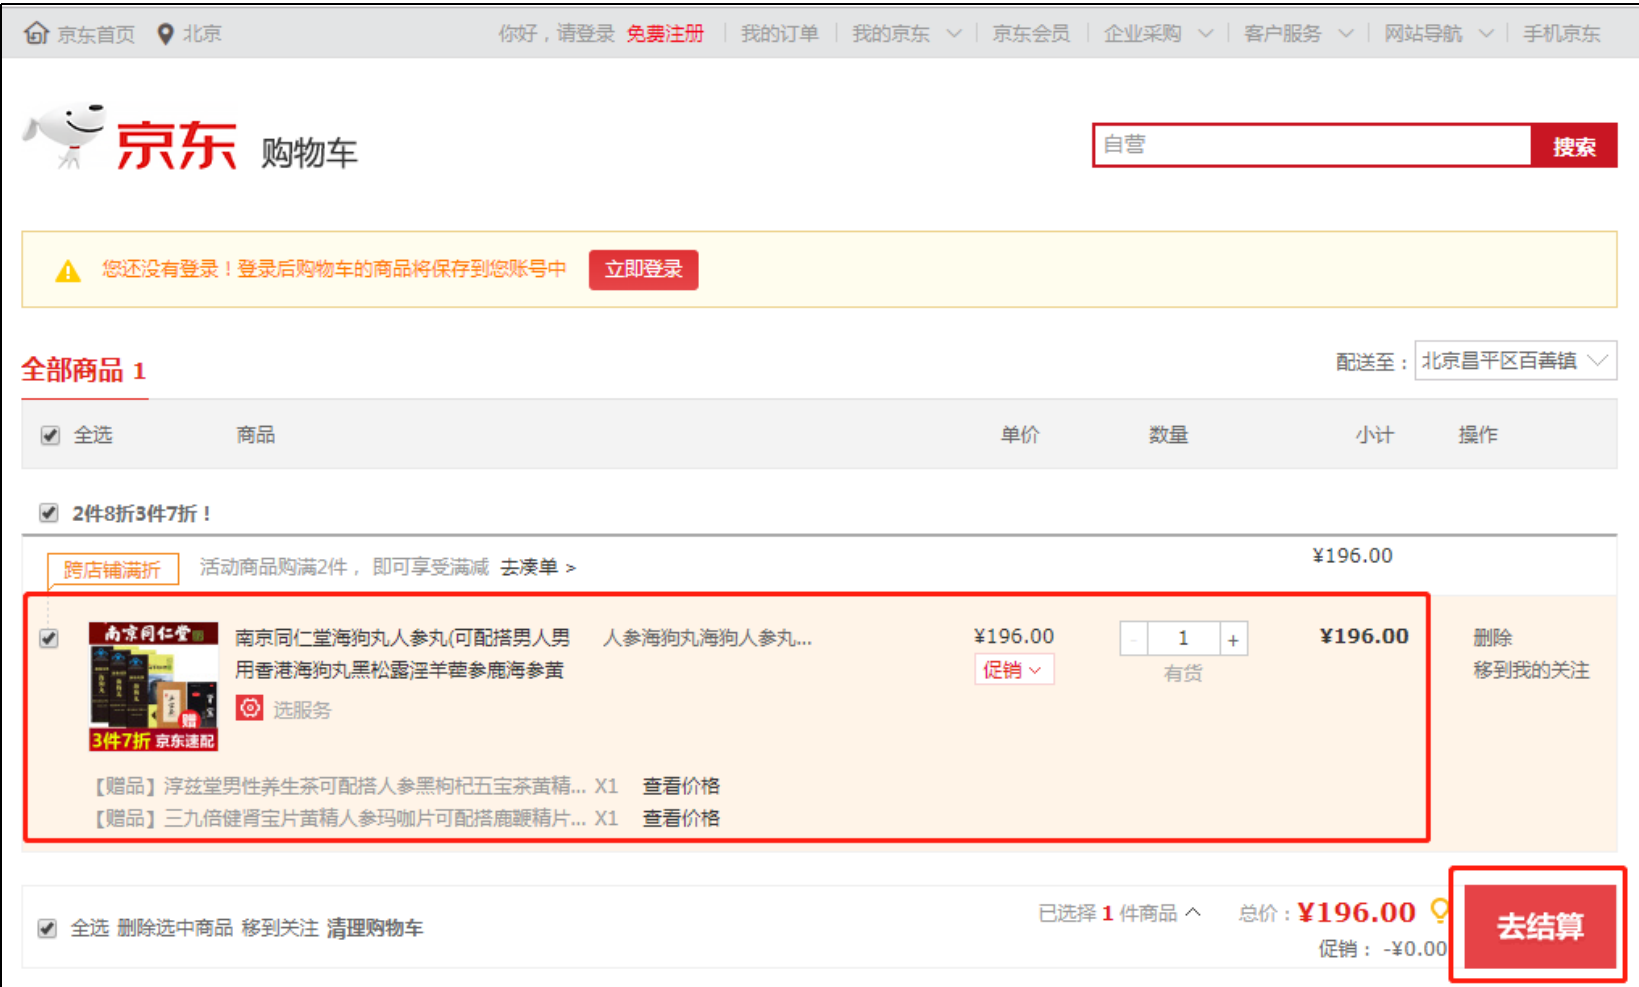 京东首页 北京 你好，请登录 免费注册 我的订单 我的京东 京东会员 企业采购 客户服务 网站导航 手机京东
京东 购物车 自营 搜索
您还没有登录！登录后购物车的商品将保存到您账号中 立即登录
全部商品 1 配送至： 北京昌平区百善镇
全选 商品 单价 数量 小计 操作
2件8折3件7折！
跨店铺满折 活动商品购满2件， 即可享受满减 去凑单 > ¥196.00
南京同仁堂
3件7折 京东速配
赠
南京同仁堂海狗丸人参丸(可配搭男人男 人参海狗丸海狗人参丸... ¥196.00 - 1 + ¥196.00 删除
用香港海狗丸黑松露淫羊藿参鹿海参黄 促销 有货 移到我的关注
选服务
【赠品】淳兹堂男性养生茶可配搭人参黑枸杞五宝茶黄精... X1 查看价格
【赠品】三九倍健肾宝片黄精人参玛咖片可配搭鹿鞭精片... X1 查看价格
全选 删除选中商品 移到关注 清理购物车 已选择 1 件商品 总价：¥196.00 去结算
促销： -¥0.00